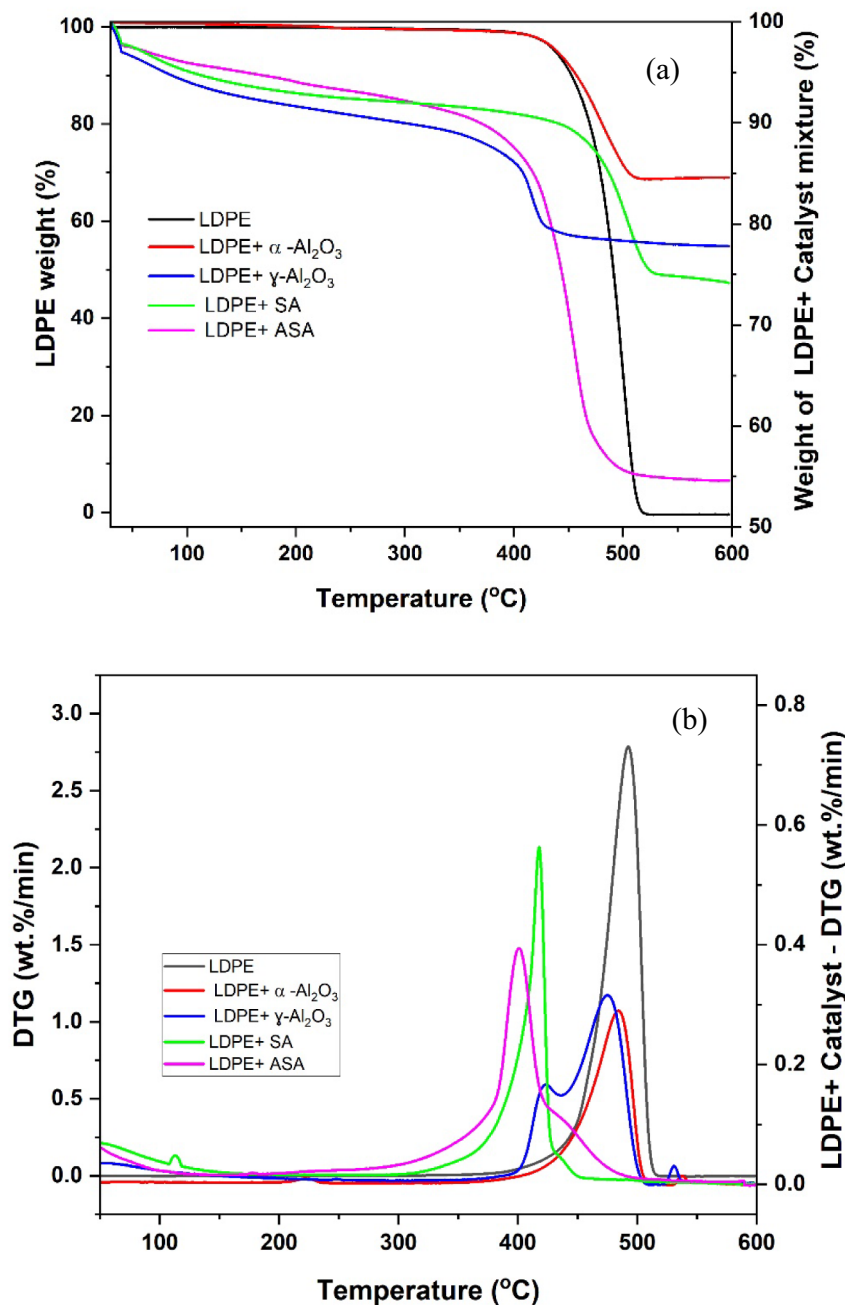 (a)
LDPE weight (%)
100
80
60
40
20
0
LDPE
LDPE+ α -Al₂O₃
LDPE+ ɣ-Al₂O₃
LDPE+ SA
LDPE+ ASA
100
90
80
70
60
50
Weight of LDPE+ Catalyst mixture (%)
100 200 300 400 500 600
Temperature (°C)
(b)
DTG (wt.%/min)
3.0
2.5
2.0
1.5
1.0
0.5
0.0
LDPE
LDPE+ α -Al₂O₃
LDPE+ ɣ-Al₂O₃
LDPE+ SA
LDPE+ ASA
0.8
0.6
0.4
0.2
0.0
LDPE+ Catalyst - DTG (wt.%/min)
100 200 300 400 500 600
Temperature (°C)